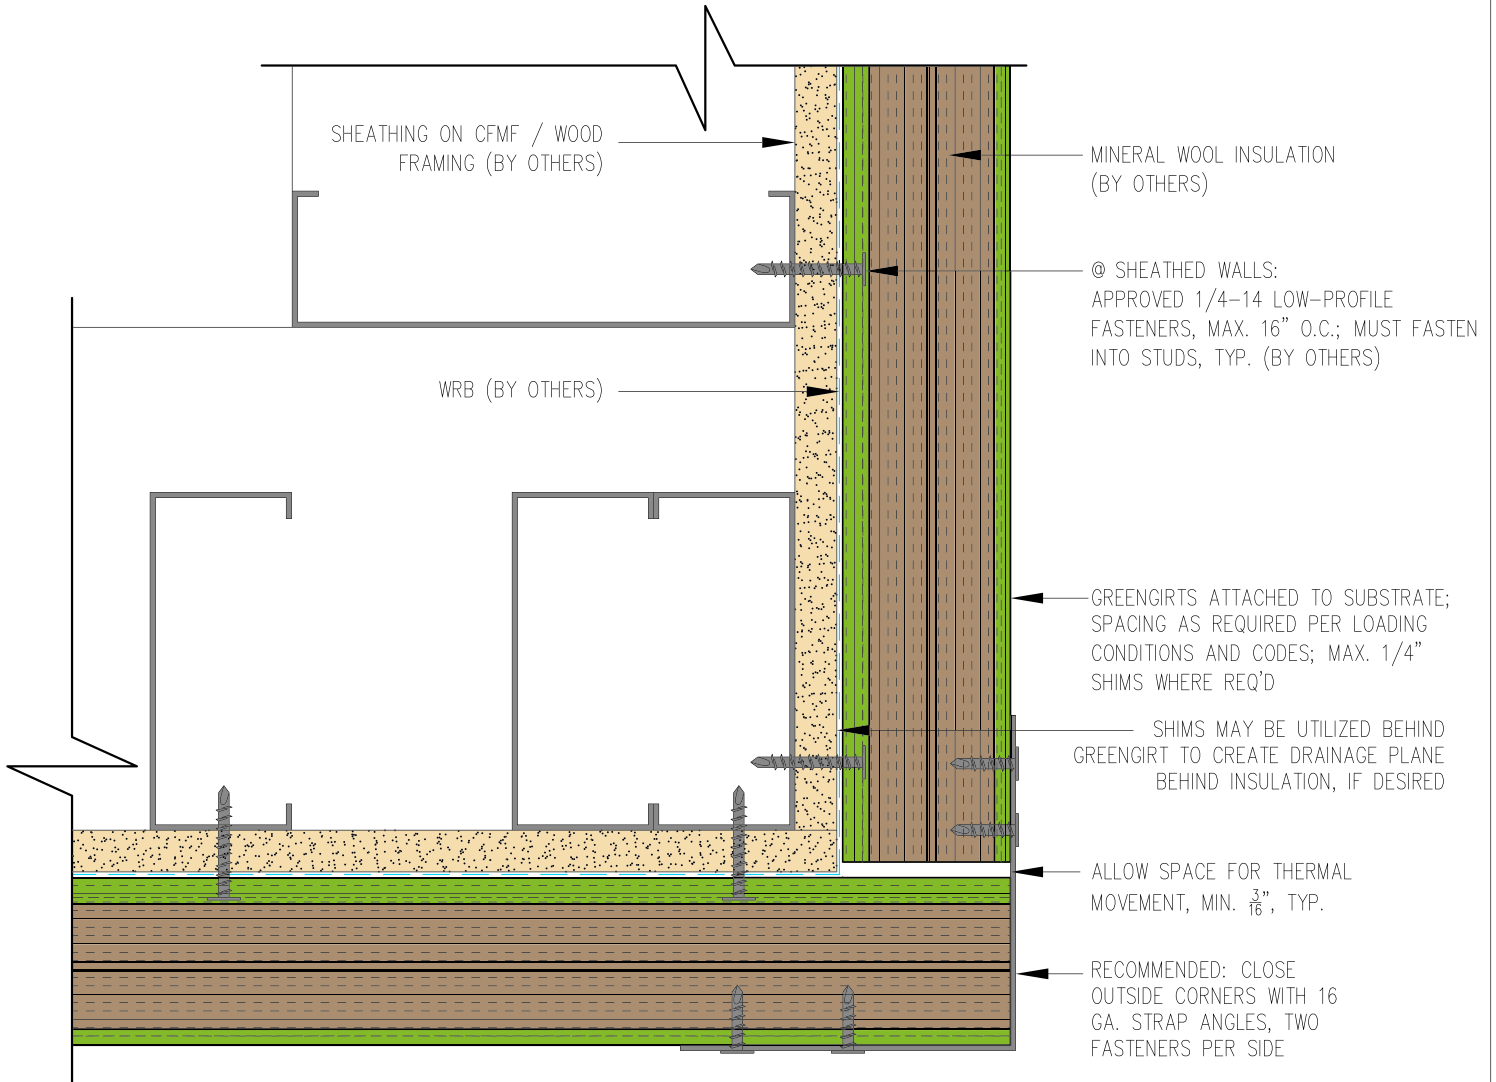 SHEATHING ON CFMF / WOOD
FRAMING (BY OTHERS)
MINERAL WOOL INSULATION
(BY OTHERS)
@ SHEATHED WALLS:
APPROVED 1/4-14 LOW-PROFILE
FASTENERS, MAX. 16" O.C.; MUST FASTEN
INTO STUDS, TYP. (BY OTHERS)
WRB (BY OTHERS)
GREENGIRTS ATTACHED TO SUBSTRATE;
SPACING AS REQUIRED PER LOADING
CONDITIONS AND CODES; MAX. 1/4"
SHIMS WHERE REQ'D
SHIMS MAY BE UTILIZED BEHIND
GREENGIRT TO CREATE DRAINAGE PLANE
BEHIND INSULATION, IF DESIRED
ALLOW SPACE FOR THERMAL
MOVEMENT, MIN. 3/16", TYP.
RECOMMENDED: CLOSE
OUTSIDE CORNERS WITH 16
GA. STRAP ANGLES, TWO
FASTENERS PER SIDE